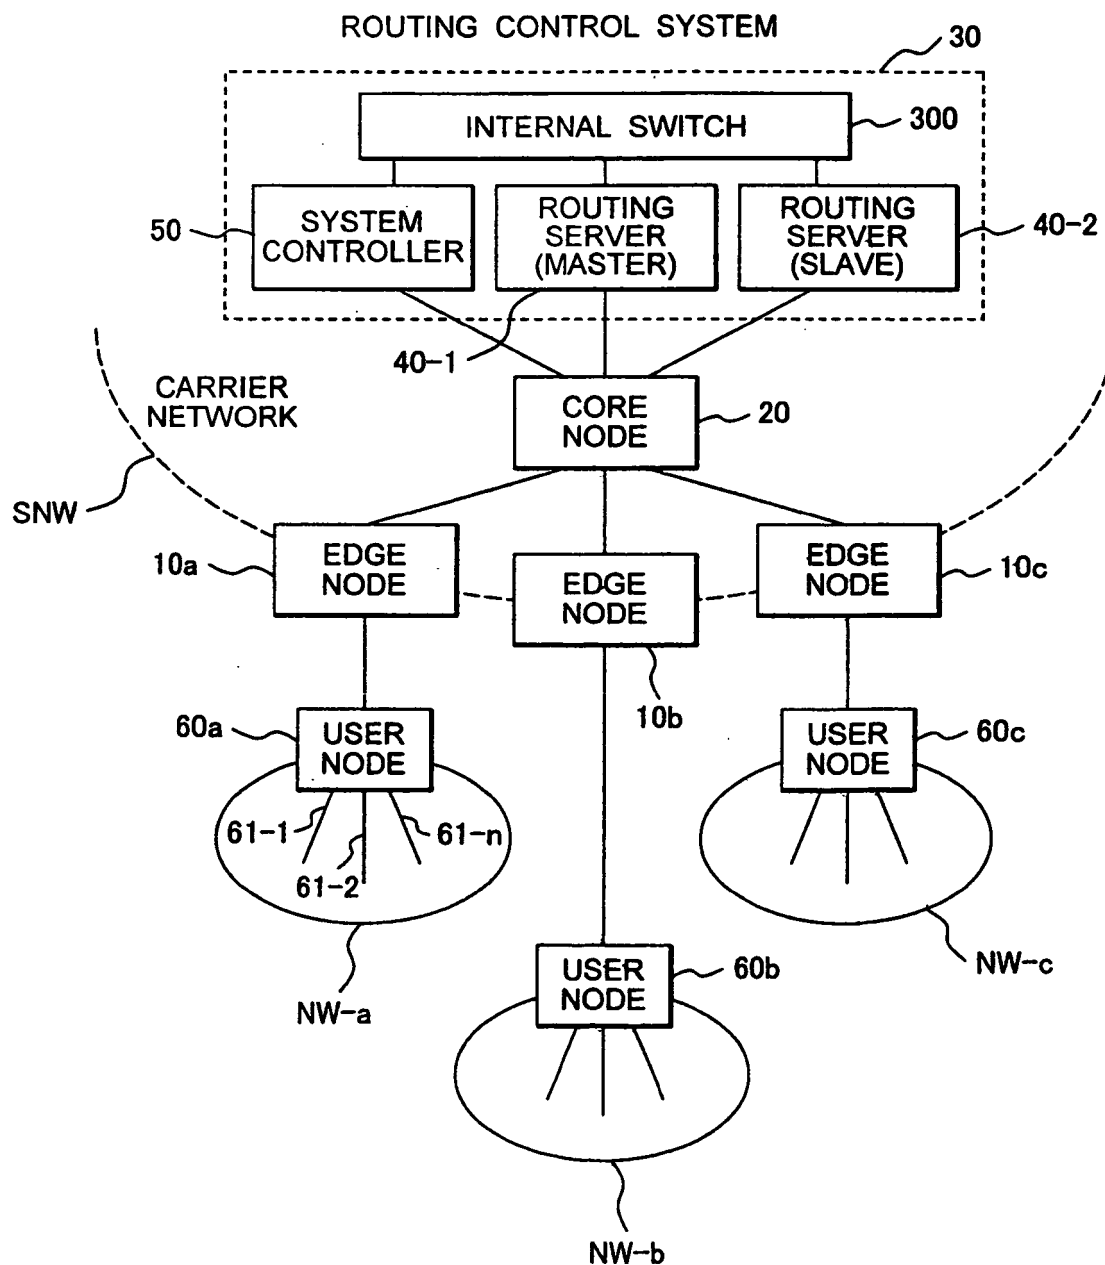 ROUTING CONTROL SYSTEM
30
INTERNAL SWITCH
300
50
SYSTEM
CONTROLLER
ROUTING
SERVER
(MASTER)
ROUTING
SERVER
(SLAVE)
40-2
40-1
CARRIER
NETWORK
CORE
NODE
20
SNW
10a
EDGE
NODE
EDGE
NODE
EDGE
NODE
10c
10b
60a
USER
NODE
USER
NODE
60c
61-1
61-2
61-n
NW-a
NW-c
USER
NODE
60b
NW-b